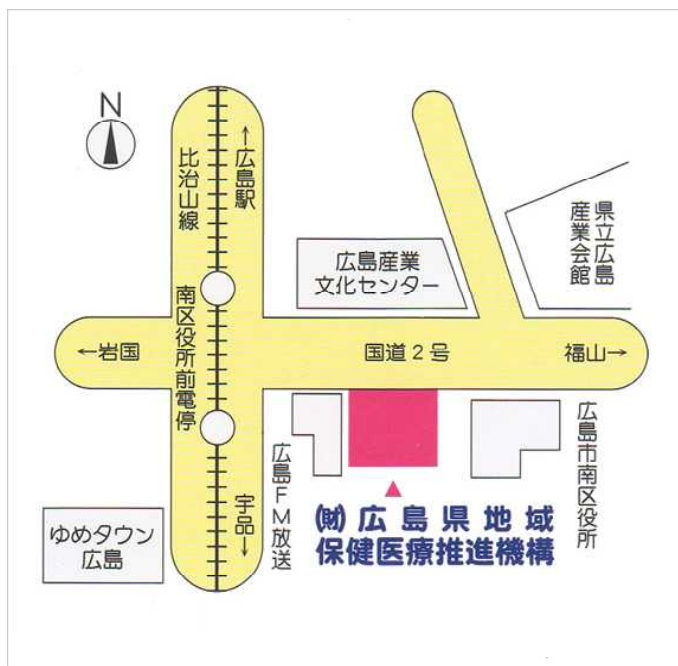 N
比治山線
↑広島駅
県立広島
産業会館
広島産業
文化センター
南区役所前電停
←岩国
国道2号
福山→
広島FM放送
広島市南区役所
宇品↓
ゆめタウン
広島
㈶広島県地域
保健医療推進機構